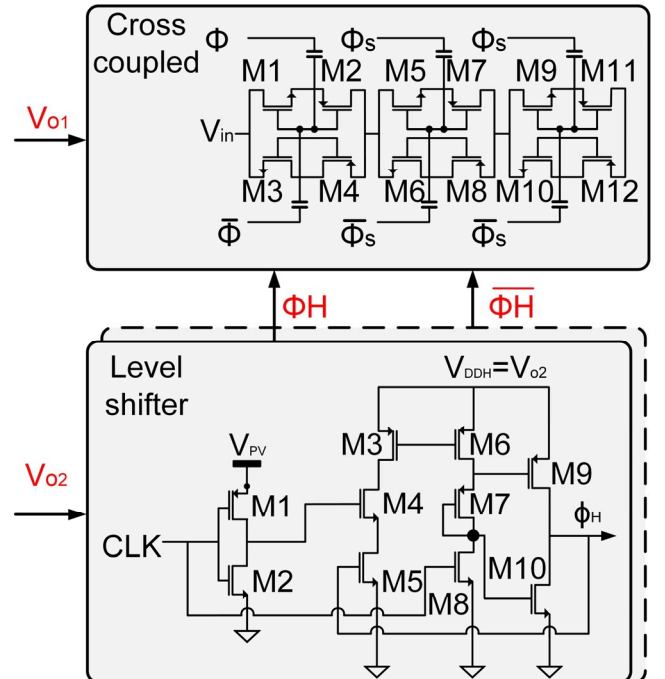 Cross coupled
Φ Φs Φs
M1 M2 M5 M7 M9 M11
Vo1
Vin
M3 M4 M6 M8 M10 M12
Φ̅ Φ̅s Φ̅s
ΦH Φ̅H̅
Level shifter
VDDH=Vo2
VPV
M3 M6
M9
Vo2
M1 M4 M7
ϕH
CLK
M2 M5 M8 M10